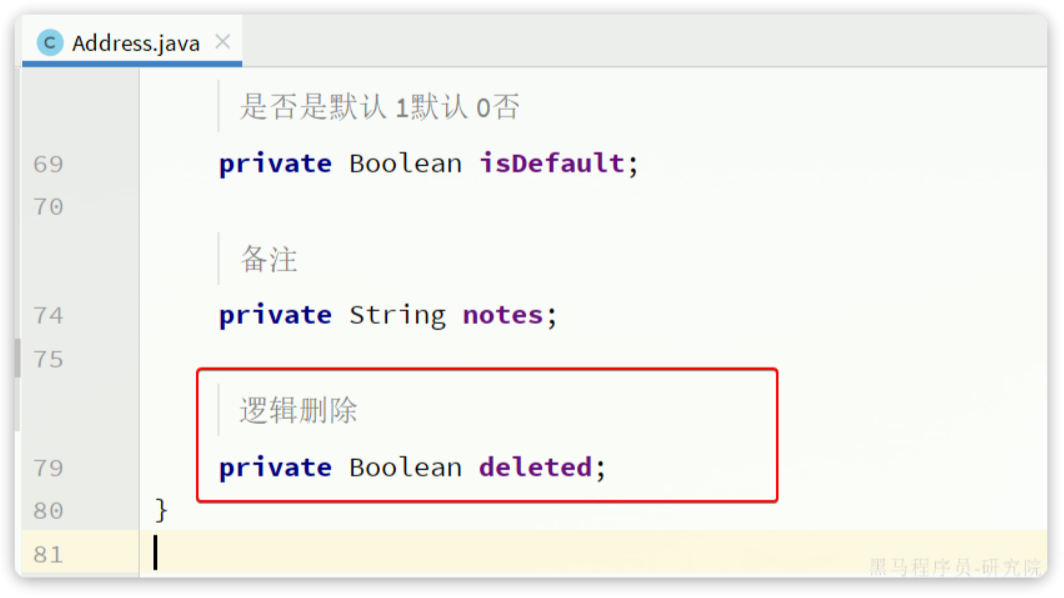 Address.java
是否是默认 1默认 0否
69 private Boolean isDefault;
70
备注
74 private String notes;
75
逻辑删除
79 private Boolean deleted;
80 }
81
黑马程序员-研究院